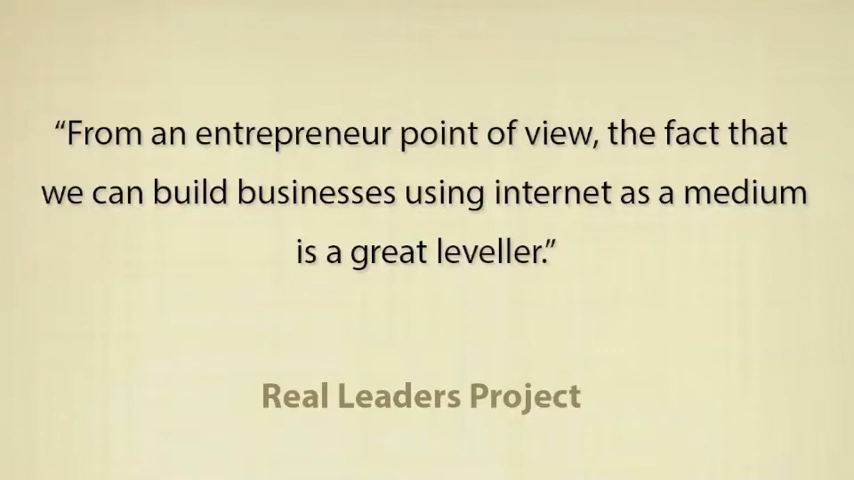 “From an entrepreneur point of view, the fact that
we can build businesses using internet as a medium
is a great leveller.”
Real Leaders Project